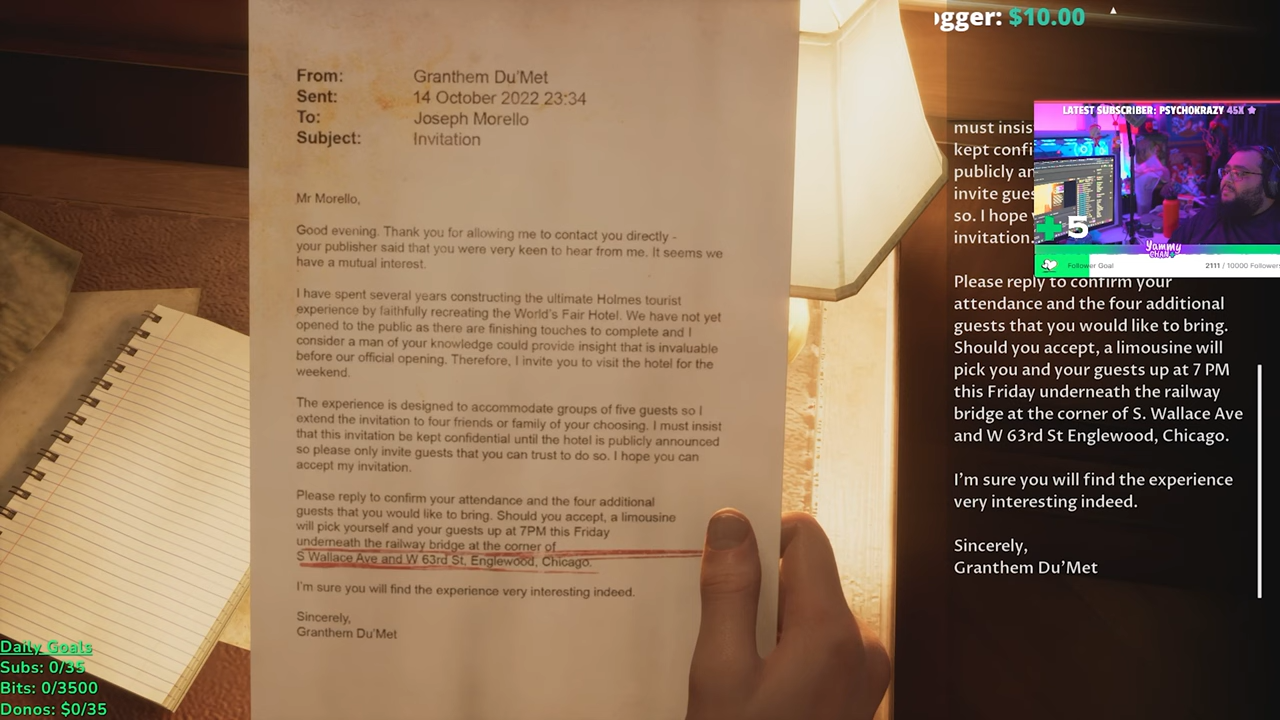 From: Granthem Du'Met
Sent: 14 October 2022 23:34
To: Joseph Morello
Subject: Invitation
Mr Morello,
Good evening. Thank you for allowing me to contact you directly -
your publisher said that you were very keen to hear from me. It seems we
have a mutual interest.
I have spent several years constructing the ultimate Holmes tourist
experience by faithfully recreating the World's Fair Hotel. We have not yet
opened to the public as there are finishing touches to complete and I
consider a man of your knowledge could provide insight that is invaluable
before our official opening. Therefore, I invite you to visit the hotel for the
weekend.
The experience is designed to accommodate groups of five guests so I
extend the invitation to four friends or family of your choosing. I must insist
that this invitation be kept confidential until the hotel is publicly announced
so please only invite guests that you can trust to do so. I hope you can
accept my invitation.
Please reply to confirm your attendance and the four additional
guests that you would like to bring. Should you accept, a limousine
will pick yourself and your guests up at 7PM this Friday
underneath the railway bridge at the corner of
S Wallace Ave and W 63rd St, Englewood, Chicago.
I'm sure you will find the experience very interesting indeed.
Sincerely,
Granthem Du'Met
Daily Goals
Subs: 0/35
Bits: 0/3500
Donos: $0/35
gger: $10.00
LATEST SUBSCRIBER: PSYCH0KRAZY 45X
5
Yammy
Follower Goal 2111 / 10000 Followers
must insis
kept confi
publicly an
invite gues
so. I hope
invitation.
Please reply to confirm your
attendance and the four additional
guests that you would like to bring.
Should you accept, a limousine will
pick you and your guests up at 7 PM
this Friday underneath the railway
bridge at the corner of S. Wallace Ave
and W 63rd St Englewood, Chicago.
I'm sure you will find the experience
very interesting indeed.
Sincerely,
Granthem Du'Met